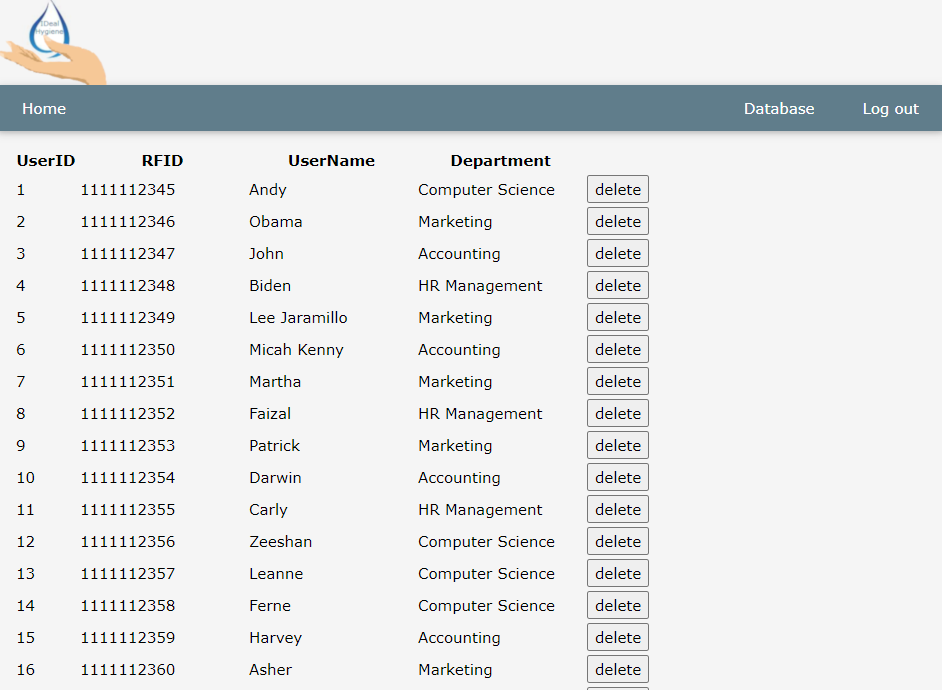 IDeal
Hygiene
Home Database Log out
UserID RFID UserName Department
1 1111112345 Andy Computer Science delete
2 1111112346 Obama Marketing delete
3 1111112347 John Accounting delete
4 1111112348 Biden HR Management delete
5 1111112349 Lee Jaramillo Marketing delete
6 1111112350 Micah Kenny Accounting delete
7 1111112351 Martha Marketing delete
8 1111112352 Faizal HR Management delete
9 1111112353 Patrick Marketing delete
10 1111112354 Darwin Accounting delete
11 1111112355 Carly HR Management delete
12 1111112356 Zeeshan Computer Science delete
13 1111112357 Leanne Computer Science delete
14 1111112358 Ferne Computer Science delete
15 1111112359 Harvey Accounting delete
16 1111112360 Asher Marketing delete